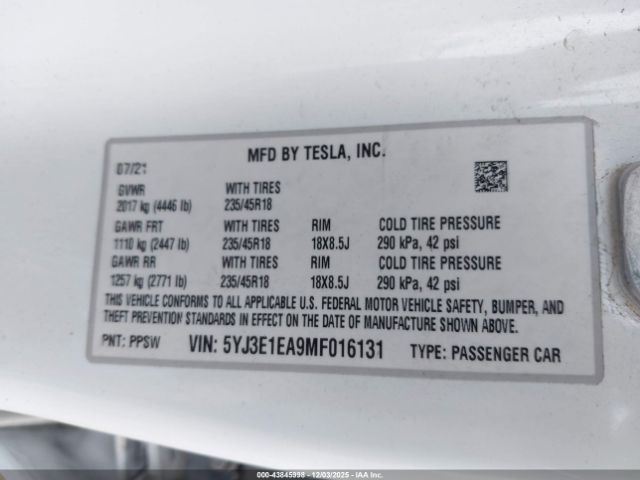 MFD BY TESLA, INC.
07/21
GVWR WITH TIRES
2017 kg (4446 lb) 235/45R18
GAWR FRT WITH TIRES RIM COLD TIRE PRESSURE
1110 kg (2447 lb) 235/45R18 18X8.5J 290 kPa, 42 psi
GAWR RR WITH TIRES RIM COLD TIRE PRESSURE
1257 kg (2771 lb) 235/45R18 18X8.5J 290 kPa, 42 psi
THIS VEHICLE CONFORMS TO ALL APPLICABLE U.S. FEDERAL MOTOR VEHICLE SAFETY, BUMPER, AND
THEFT PREVENTION STANDARDS IN EFFECT ON THE DATE OF MANUFACTURE SHOWN ABOVE.
PNT: PPSW VIN: 5YJ3E1EA9MF016131 TYPE: PASSENGER CAR
000-43845998 - 12/03/2025 - IAAI.COM